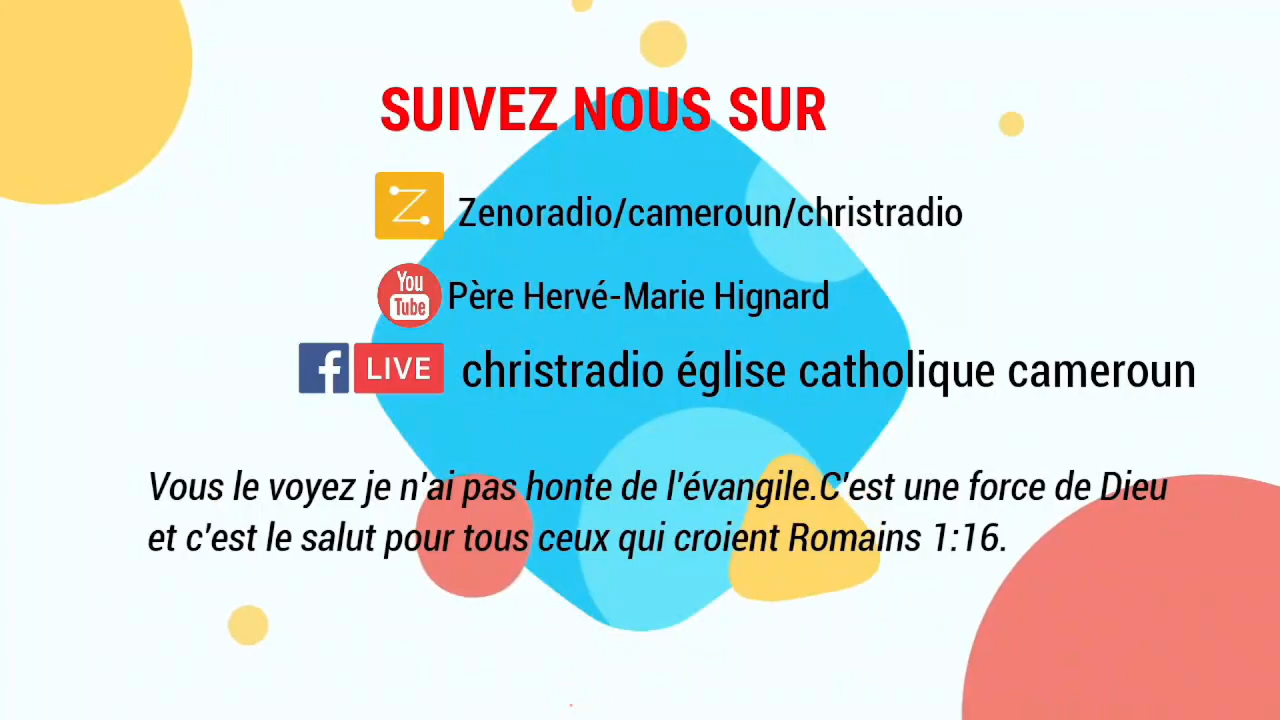 SUIVEZ NOUS SUR
Z Zenoradio/cameroun/christradio
You
Tube Père Hervé-Marie Hignard
f LIVE christradio église catholique cameroun
Vous le voyez je n'ai pas honte de l'évangile.C'est une force de Dieu
et c'est le salut pour tous ceux qui croient Romains 1:16.